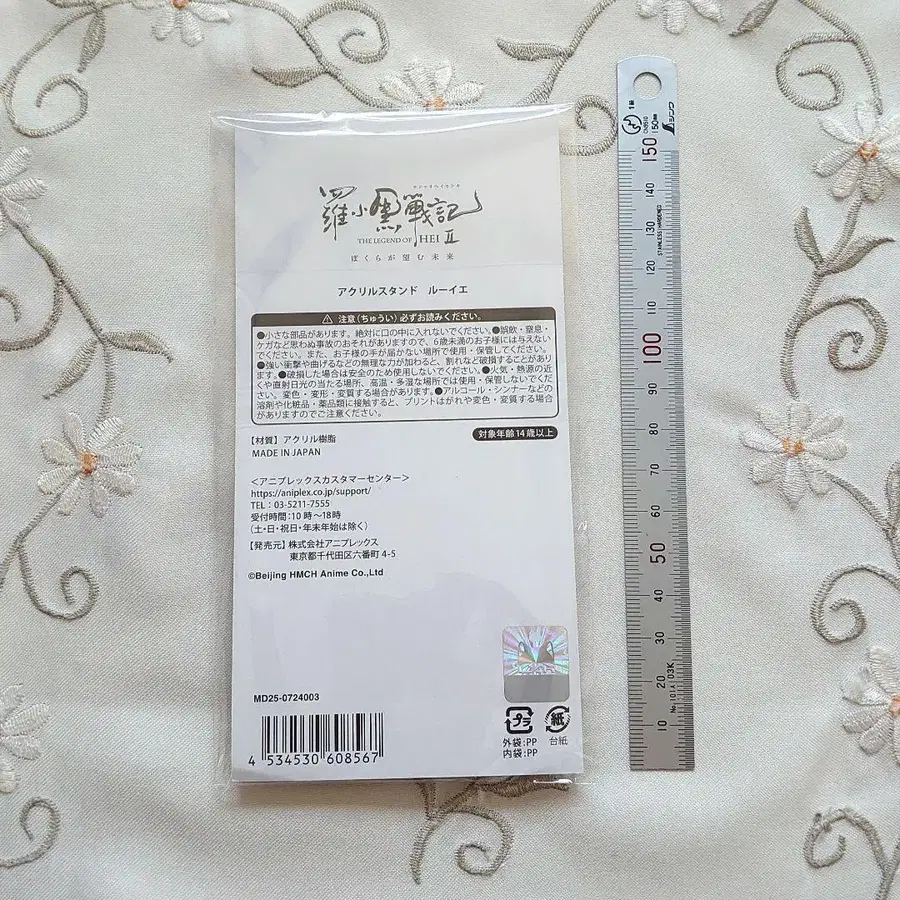 羅小黒戦記
THE LEGEND OF HEI II
ぼくらが望む未来
アクリルスタンド ルーイエ
注意(ちゅうい)必ずお読みください。
●小さな部品があります。絶対に口の中に入れないでください。●誤飲・窒息・
ケガなど思わぬ事故のおそれがありますので、6歳未満のお子様には与えない
でください。また、お子様の手が届かない場所で使用・保管してください。
●強い衝撃や曲げるなどの無理な力が加わると、割れなど破損することがあり
ます。●破損した場合は安全のため使用しないでください。●火気・熱源の近
くや直射日光の当たる場所、高温・多湿な場所では使用・保管しないでくださ
い。変色・変形・変質する場合があります。●アルコール・シンナーなどの
溶剤や化粧品・薬品類に接触すると、プリントはがれや変色・変質する場合
がありますのでご注意ください。
対象年齢14歳以上
【材質】アクリル樹脂
MADE IN JAPAN
<アニプレックスカスタマーセンター>
https://aniplex.co.jp/support/
TEL:03-5211-7555
受付時間:10時〜18時
(土・日・祝日・年末年始は除く)
【発売元】株式会社アニプレックス
東京都千代田区六番町 4-5
©Beijing HMCH Anime Co.,Ltd
MD25-0724003
4 534530 608567
プラ
外袋:PP
内袋:PP
紙
台紙
シンワ
150mm
STAINLESS HARDENED
150
140
130
120
110
100
90
80
70
60
50
40
30
20
10